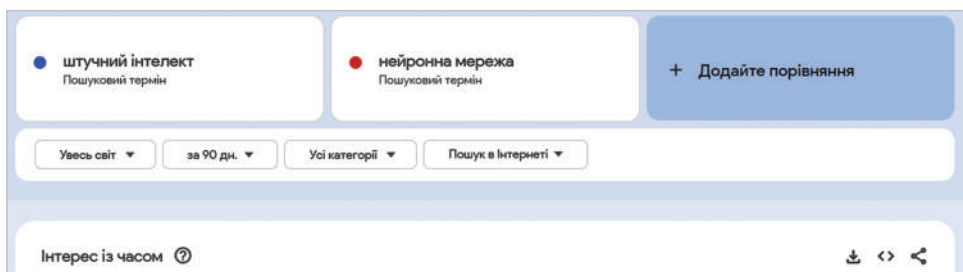 штучний інтелект
Пошуковий термін
нейронна мережа
Пошуковий термін
+ Додайте порівняння
Увесь світ
за 90 дн.
Усі категорії
Пошук в Інтернеті
Інтерес із часом